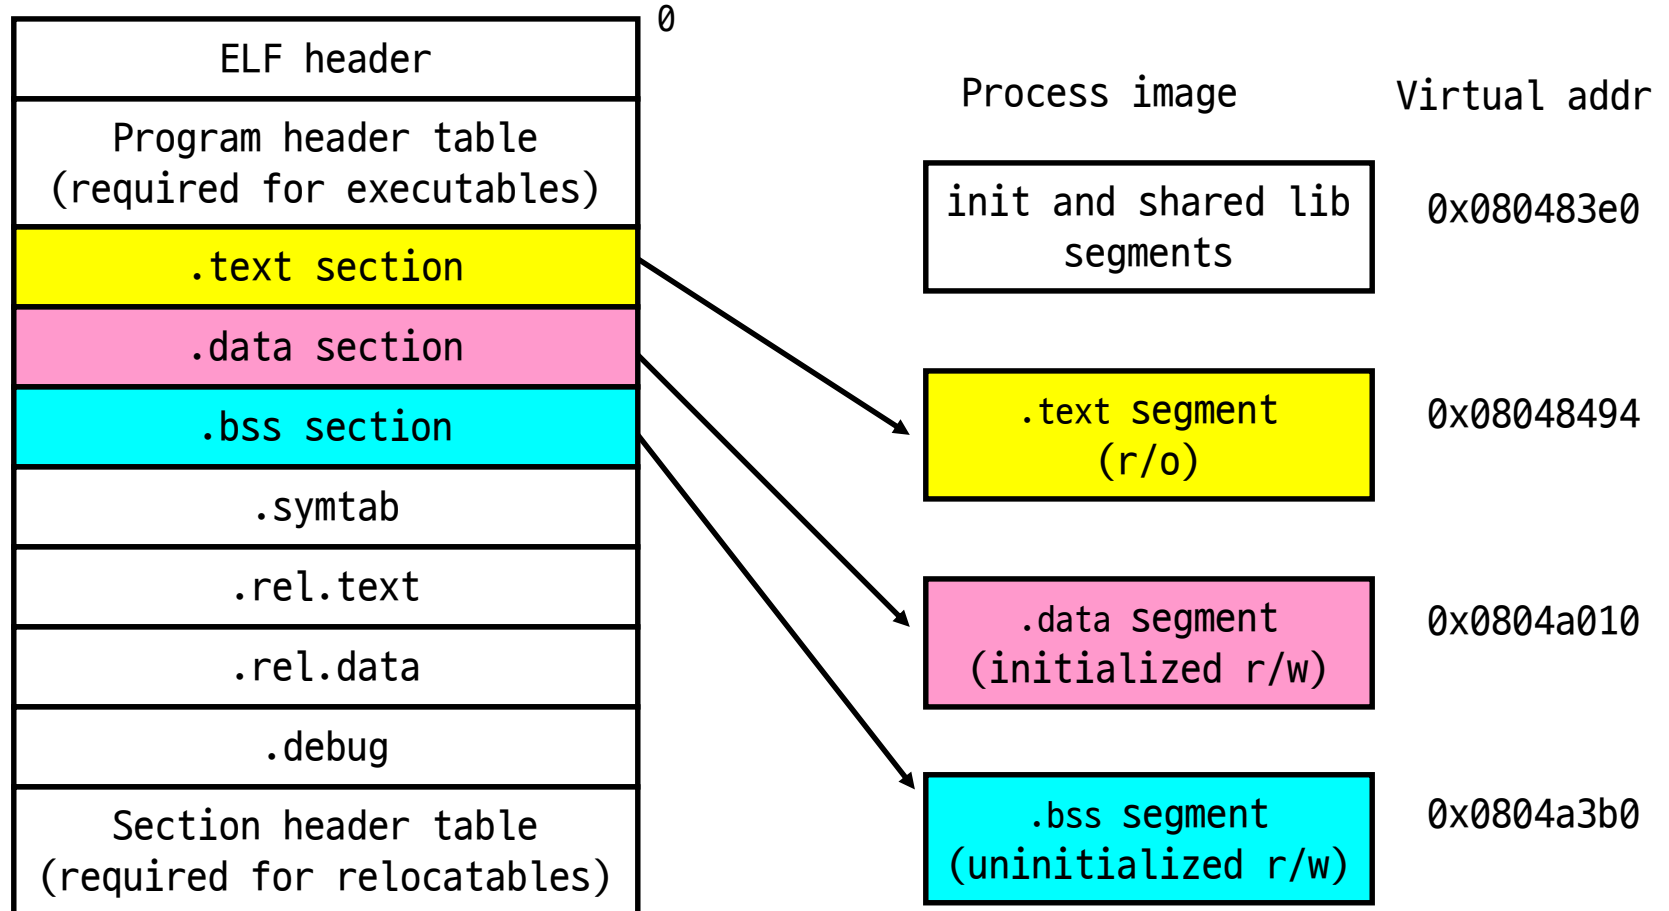 0
ELF header
Program header table
(required for executables)
.text section
.data section
.bss section
.symtab
.rel.text
.rel.data
.debug
Section header table
(required for relocatables)
Process image
Virtual addr
init and shared lib
segments
0x080483e0
.text segment
(r/o)
0x08048494
.data segment
(initialized r/w)
0x0804a010
.bss segment
(uninitialized r/w)
0x0804a3b0